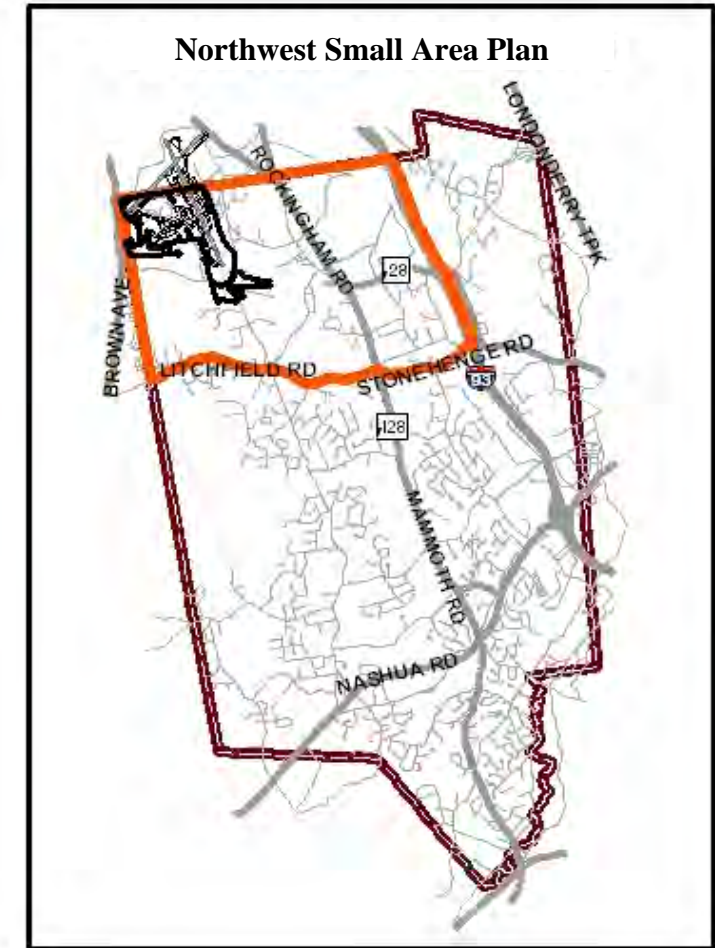 Northwest Small Area Plan
LONDONDERRY TPK
ROCKINGHAM RD
28
BROWN AVE
LITCHFIELD RD
STONEHENGE RD
93
128
MAMMOTH RD
NASHUA RD